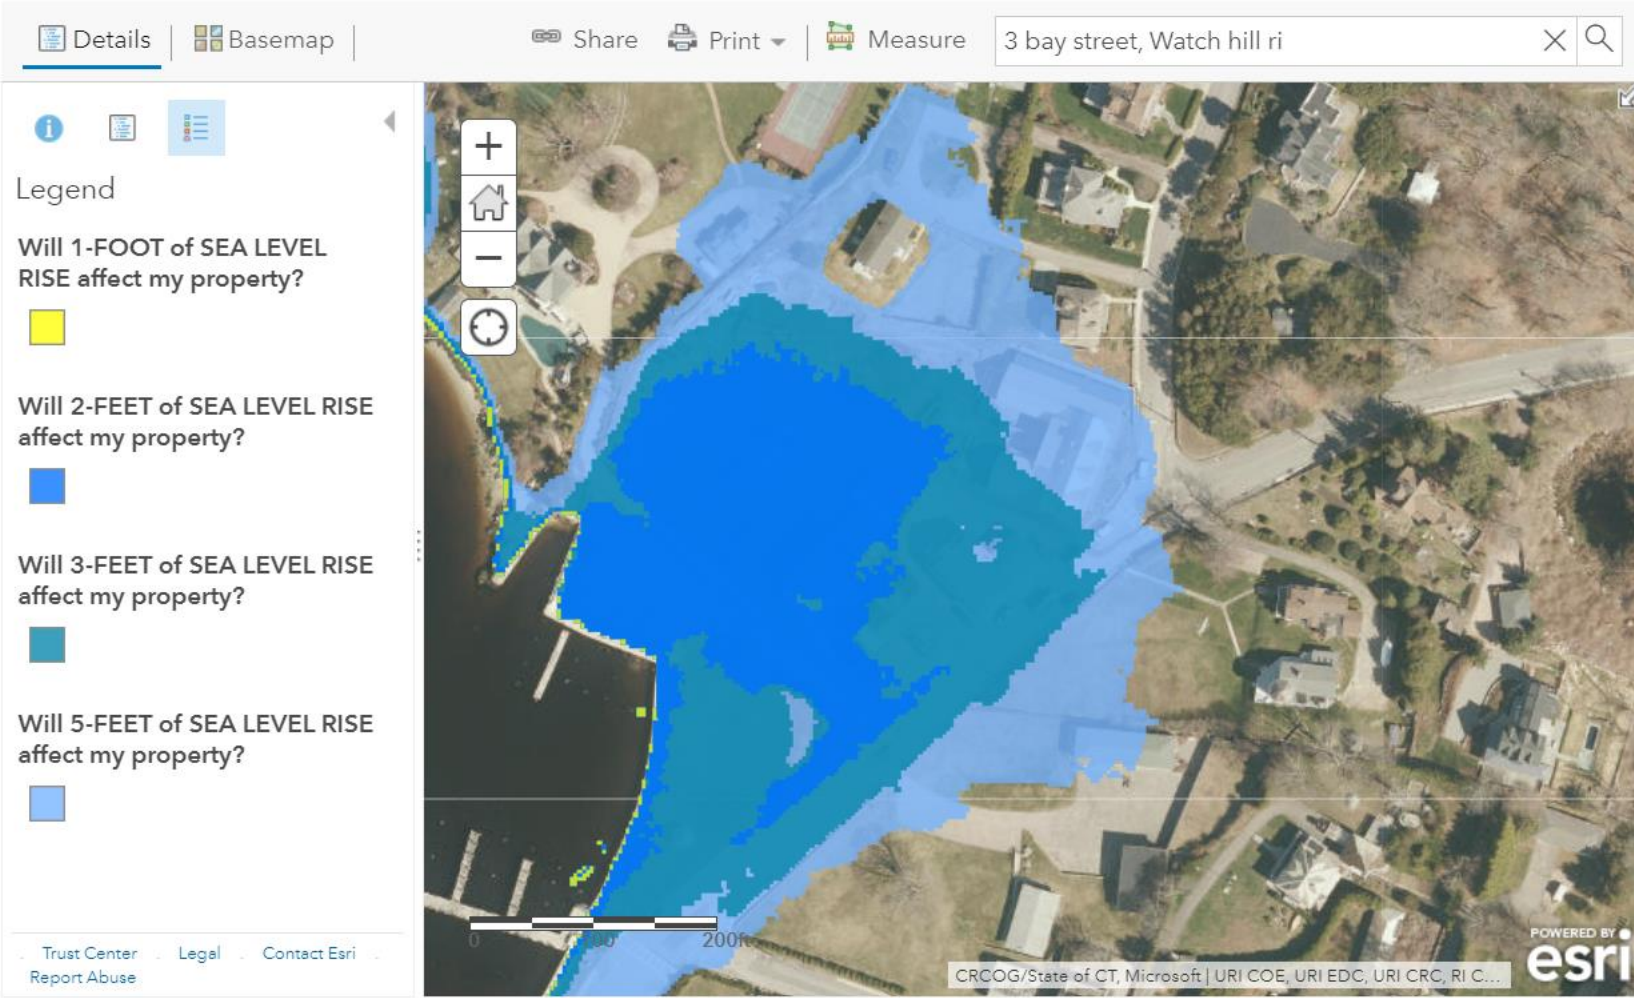 Details
Basemap
Share
Print
Measure
3 bay street, Watch hill ri
Legend
Will 1-FOOT of SEA LEVEL
RISE affect my property?
Will 2-FEET of SEA LEVEL RISE
affect my property?
Will 3-FEET of SEA LEVEL RISE
affect my property?
Will 5-FEET of SEA LEVEL RISE
affect my property?
Trust Center . Legal . Contact Esri .
Report Abuse
0 100 200ft
CRCOG/State of CT, Microsoft | URI COE, URI EDC, URI CRC, RI C...
POWERED BY
esri